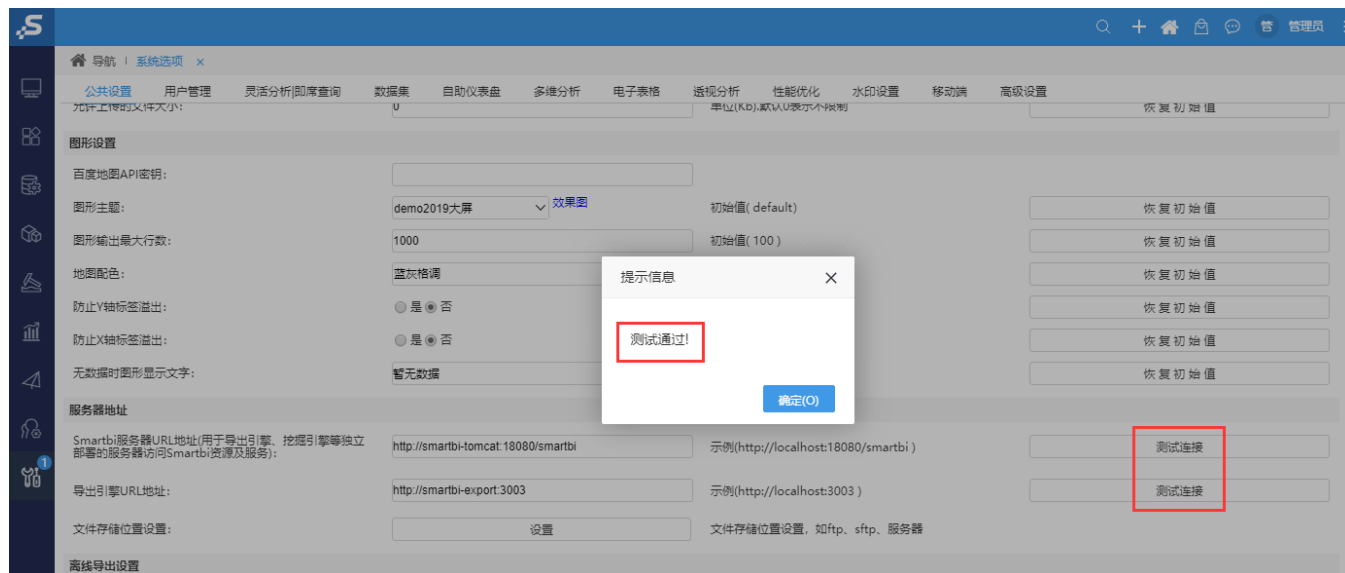 S
管 管理员
导航 | 系统选项 ×
公共设置 用户管理 灵活分析|即席查询 数据集 自助仪表盘 多维分析 电子表格 透视分析 性能优化 水印设置 移动端 高级设置
允许上传的文件大小: 0 单位(Kb).默认0表示不限制 恢复初始值
图形设置
百度地图API密钥:
图形主题: demo2019大屏 效果图 初始值( default) 恢复初始值
图形输出最大行数: 1000 初始值( 100 ) 恢复初始值
地图配色: 蓝灰格调 恢复初始值
提示信息
防止Y轴标签溢出: 是 否 恢复初始值
防止X轴标签溢出: 是 否 恢复初始值
测试通过!
无数据时图形显示文字: 暂无数据 恢复初始值
确定(O)
服务器地址
Smartbi服务器URL地址(用于导出引擎、挖掘引擎等独立
部署的服务器访问Smartbi资源及服务): http://smartbi-tomcat:18080/smartbi 示例(http://localhost:18080/smartbi ) 测试连接
1
导出引擎URL地址: http://smartbi-export:3003 示例(http://localhost:3003 ) 测试连接
文件存储位置设置: 设置 文件存储位置设置，如ftp、sftp、服务器
离线导出设置